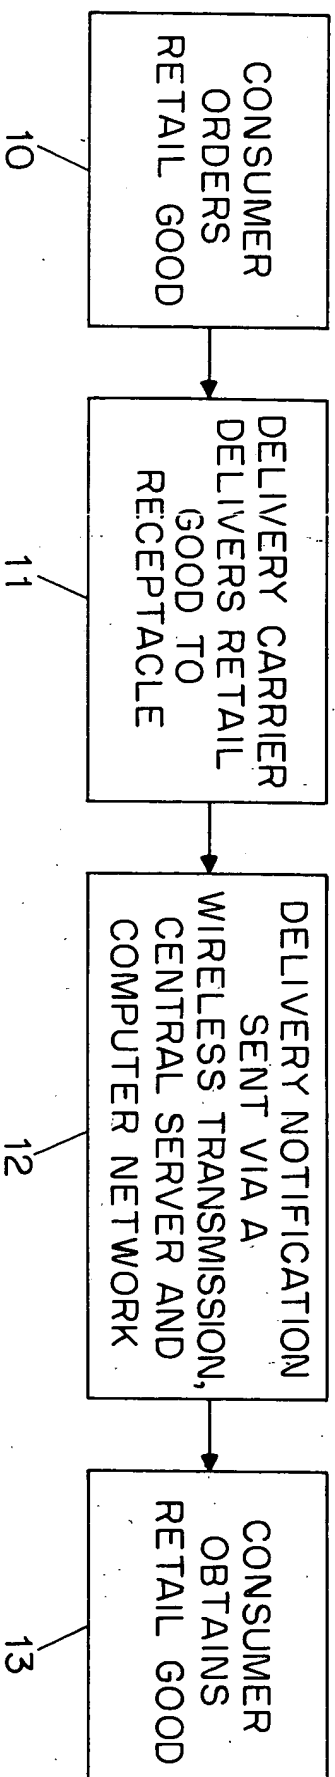 CONSUMER
ORDERS
RETAIL GOOD
10
DELIVERY CARRIER
DELIVERS RETAIL
GOOD TO
RECEPTACLE
11
DELIVERY NOTIFICATION
SENT VIA A
WIRELESS TRANSMISSION,
CENTRAL SERVER AND
COMPUTER NETWORK
12
CONSUMER
OBTAINS
RETAIL GOOD
13